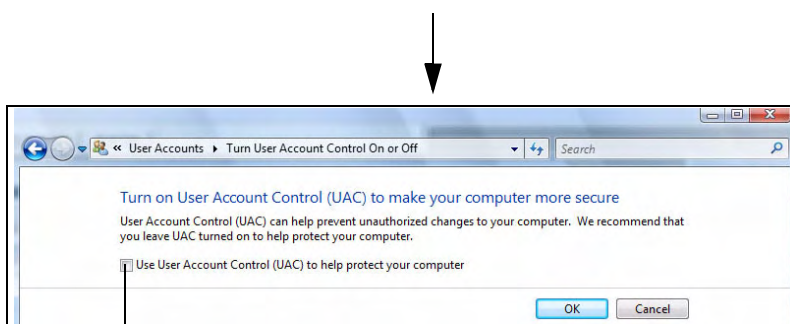 « User Accounts ▸ Turn User Account Control On or Off Search
Turn on User Account Control (UAC) to make your computer more secure
User Account Control (UAC) can help prevent unauthorized changes to your computer. We recommend that
you leave UAC turned on to help protect your computer.
Use User Account Control (UAC) to help protect your computer
OK Cancel